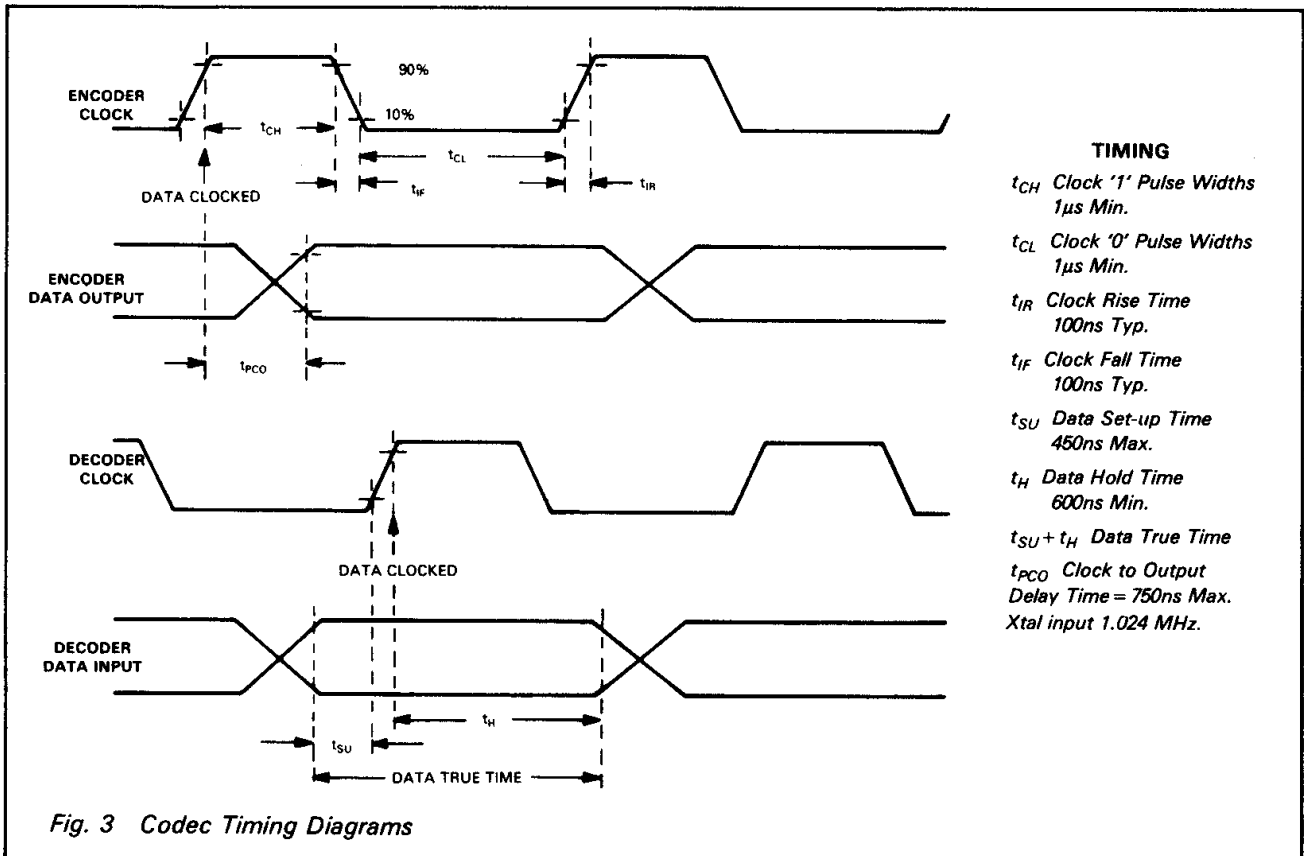 ENCODER
CLOCK
90%
10%
tCH
tCL
tIF
tIR
DATA CLOCKED
ENCODER
DATA OUTPUT
tPCO
DECODER
CLOCK
DATA CLOCKED
DECODER
DATA INPUT
tH
tSU
DATA TRUE TIME
TIMING
tCH Clock '1' Pulse Widths
1µs Min.
tCL Clock '0' Pulse Widths
1µs Min.
tIR Clock Rise Time
100ns Typ.
tIF Clock Fall Time
100ns Typ.
tSU Data Set-up Time
450ns Max.
tH Data Hold Time
600ns Min.
tSU + tH Data True Time
tPCO Clock to Output
Delay Time = 750ns Max.
Xtal input 1.024 MHz.
Fig. 3 Codec Timing Diagrams